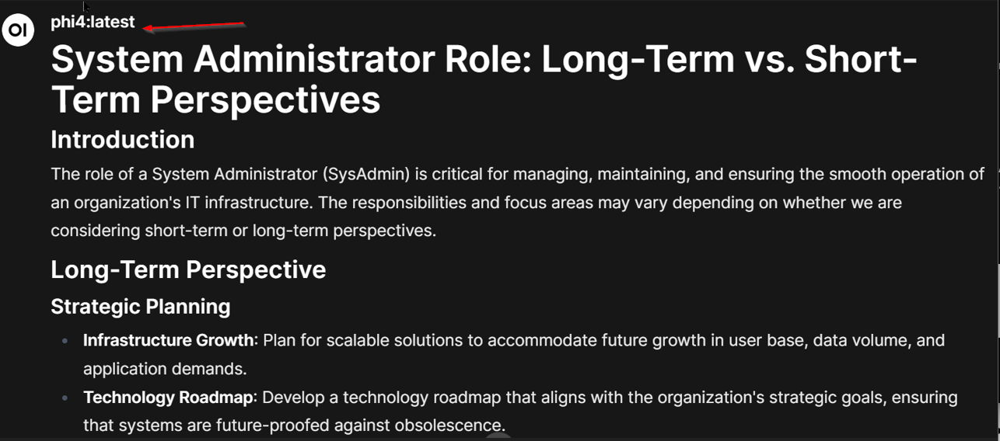 OI
phi4:latest
System Administrator Role: Long-Term vs. Short-
Term Perspectives
Introduction
The role of a System Administrator (SysAdmin) is critical for managing, maintaining, and ensuring the smooth operation of
an organization's IT infrastructure. The responsibilities and focus areas may vary depending on whether we are
considering short-term or long-term perspectives.
Long-Term Perspective
Strategic Planning
Infrastructure Growth: Plan for scalable solutions to accommodate future growth in user base, data volume, and
application demands.
Technology Roadmap: Develop a technology roadmap that aligns with the organization's strategic goals, ensuring
that systems are future-proofed against obsolescence.